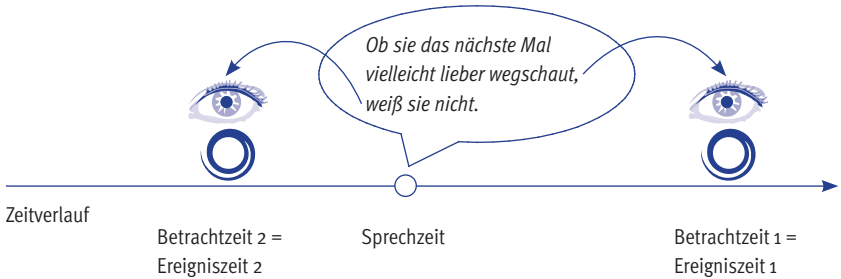 Ob sie das nächste Mal
vielleicht lieber wegschaut,
weiß sie nicht.
Zeitverlauf
Betrachtzeit 2 =
Ereigniszeit 2
Sprechzeit
Betrachtzeit 1 =
Ereigniszeit 1